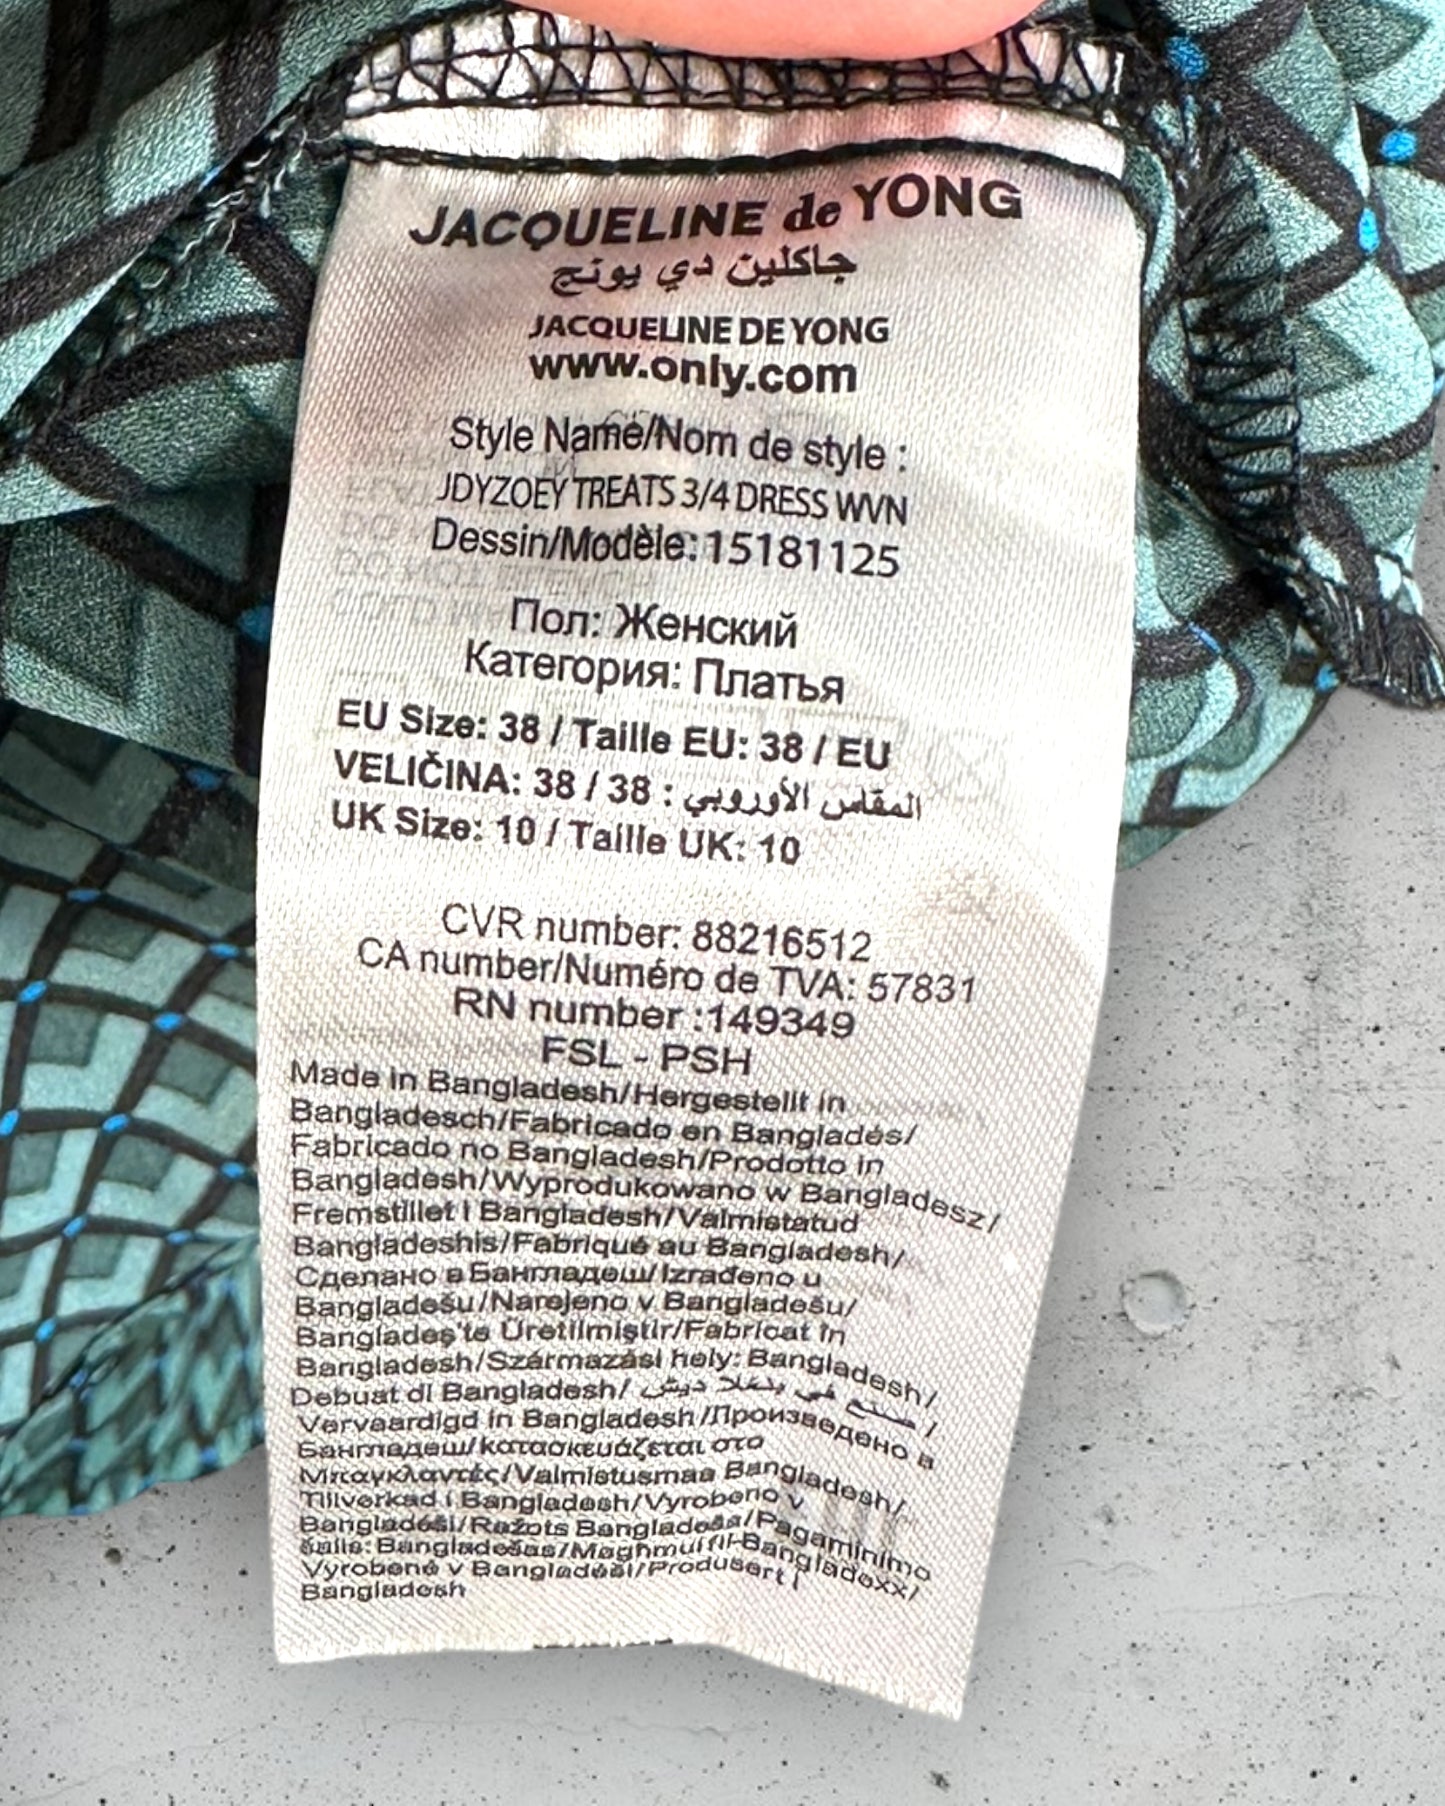 JACQUELINE de YONG
جاكلين دي يونج
JACQUELINE DE YONG
www.only.com
Style Name/Nom de style :
JDYZOEY TREATS 3/4 DRESS WVN
Dessin/Modèle: 15181125
Пол: Женский
Категория: Платья
EU Size: 38 / Taille EU: 38 / EU
VELIČINA: 38 / 38 : المقاس الأوروبي
UK Size: 10 / Taille UK: 10
CVR number: 88216512
CA number/Numéro de TVA: 57831
RN number :149349
FSL - PSH
Made in Bangladesh/Hergestellt in
Bangladesch/Fabricado en Bangladés/
Fabricado no Bangladesh/Prodotto in
Bangladesh/Wyprodukowano w Bangladesz/
Fremstillet i Bangladesh/Valmistatud
Bangladeshis/Fabriqué au Bangladesh/
Сделано в Бангладеш/Izrađeno u
Bangladešu/Narejeno v Bangladešu/
Bangladeş'te Üretilmiştir/Fabricat în
Bangladesh/Származási hely: Bangladesh/
Debuat di Bangladesh/ صنع في بنغلاديش /
Vervaardigd in Bangladesh/Произведено в
Бангладеш/κατασκευάζεται στο
Μπαγκλαντές/Valmistusmaa Bangladesh/
Tillverkad i Bangladesh/Vyrobeno v
Bangladéši/Ražots Bangladešā/Pagaminimo
šalis: Bangladešas/Magħmul fil-Bangladexx/
Vyrobené v Bangladéši/Produsert i
Bangladesh